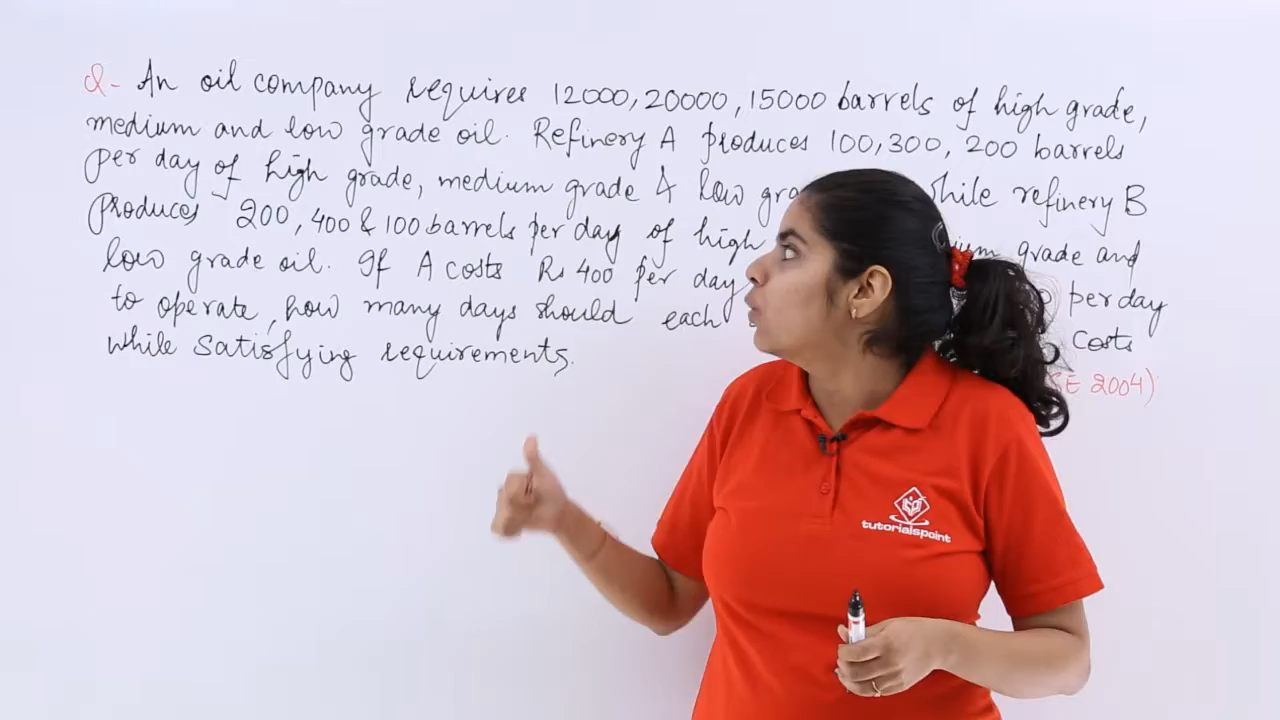 Q- An oil company requires 12000, 20000, 15000 barrels of high grade,
medium and low grade oil. Refinery A produces 100, 300, 200 barrels
per day of high grade, medium grade & low while refinery B
produces 200, 400 & 100 barrels per day of high grade and
low grade oil. If A costs Rs 400 per day per day
to operate, how many days should each costs
while satisfying requirements.
2004)
tutorialspoint